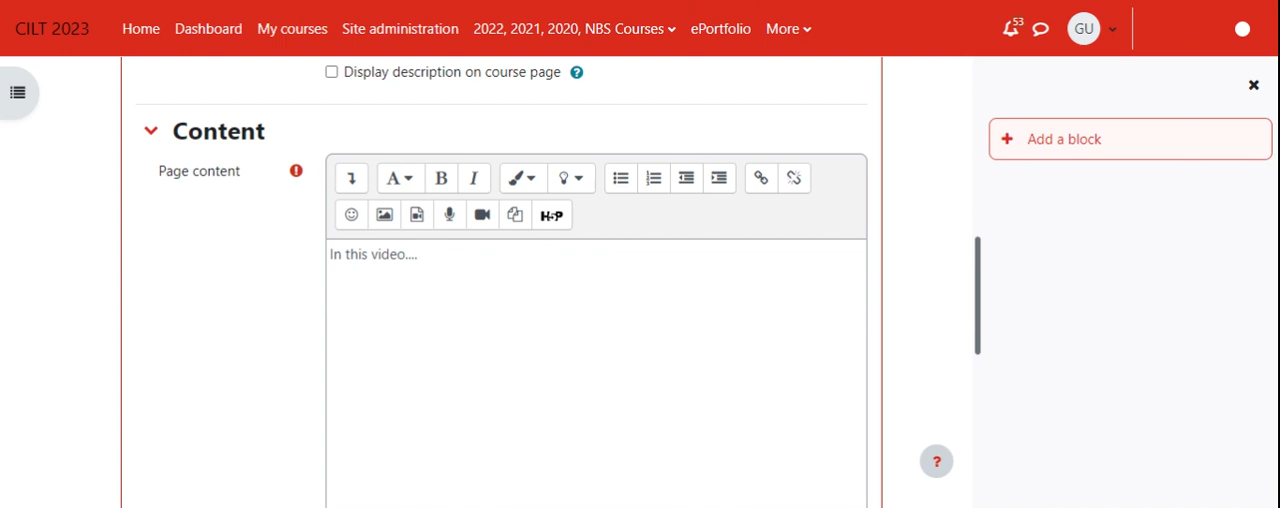 CILT 2023 Home Dashboard My courses Site administration 2022, 2021, 2020, NBS Courses ePortfolio More 53 GU
Display description on course page ?
Content
Add a block
Page content !
A B I
H-P
In this video....
?